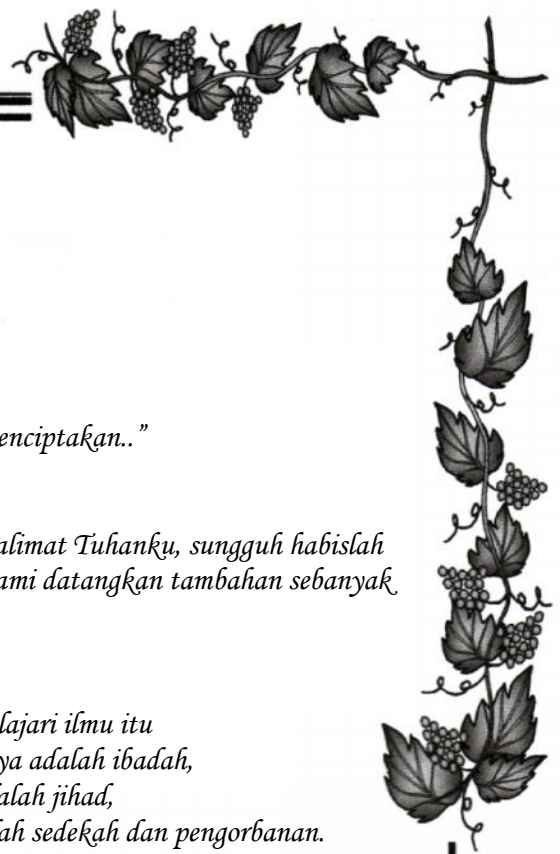 enciptakan..”
alimat Tuhanku, sungguh habislah
ami datangkan tambahan sebanyak
lajari ilmu itu
ya adalah ibadah,
alah jihad,
ah sedekah dan pengorbanan.